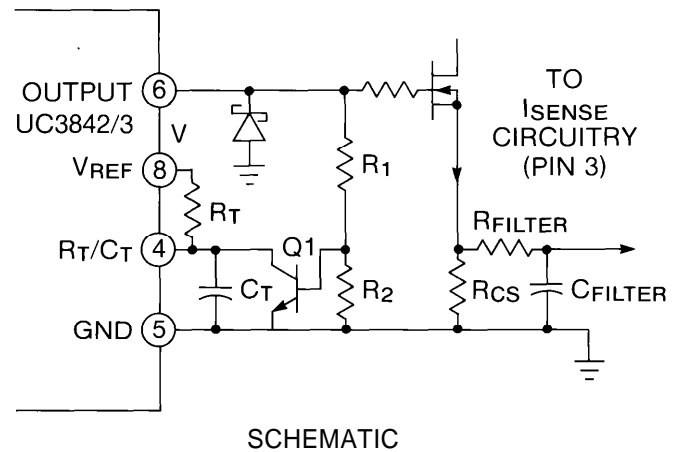 OUTPUT
UC3842/3
6
V
VREF
8
RT
RT/CT
4
CT
Q1
GND
5
R1
R2
TO
ISENSE
CIRCUITRY
(PIN 3)
RFILTER
RCS
CFILTER
SCHEMATIC